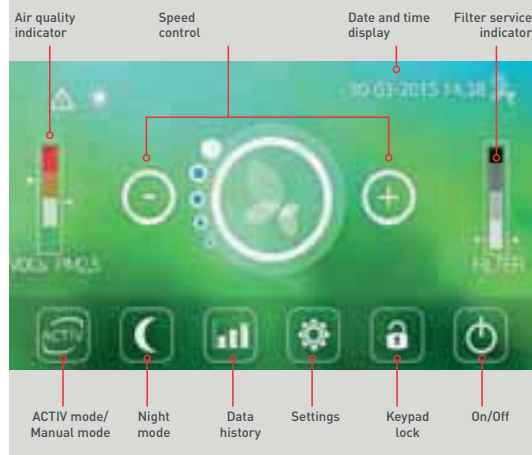 Air quality indicator
Speed control
Date and time display
Filter service indicator
30-03-2015 14:38
VOCs PM2,5
FILTER
ACTIV
ACTIV mode/ Manual mode
Night mode
Data history
Settings
Keypad lock
On/Off